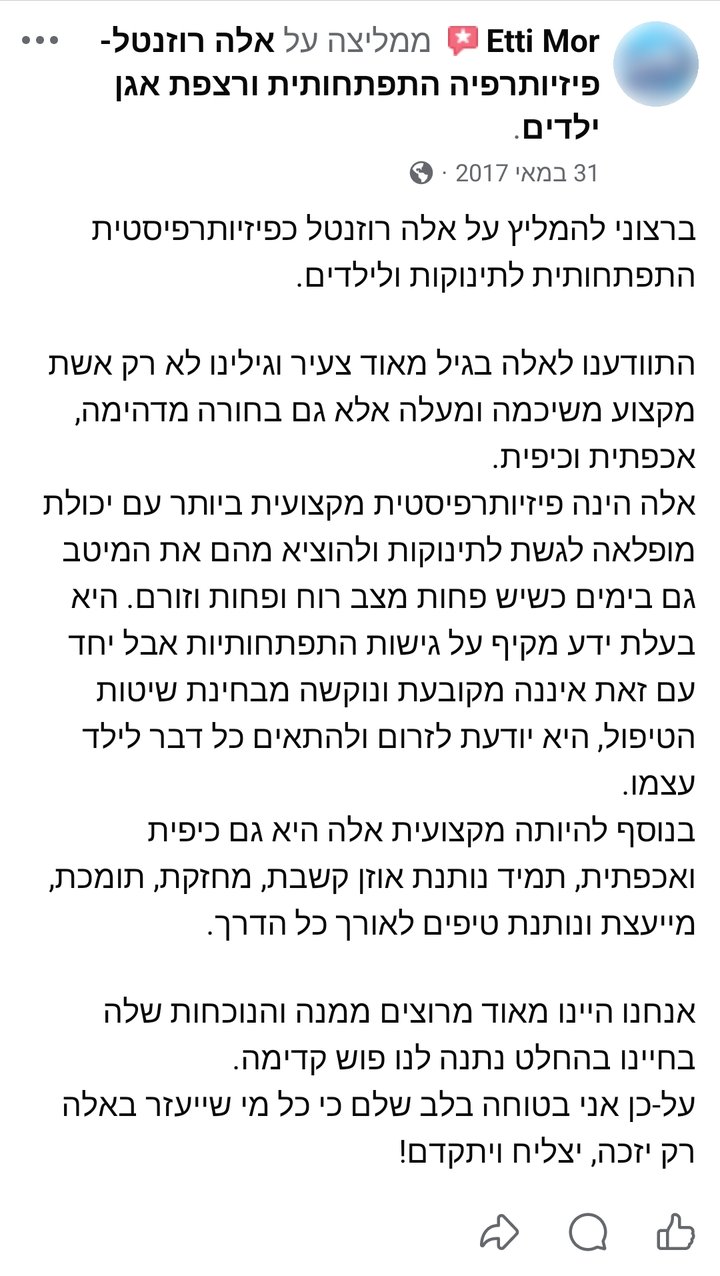 Etti Mor ממליצה על אלה רוזנטל-
פיזיותרפיה התפתחותית ורצפת אגן
ילדים.
31 במאי 2017 ·
ברצוני להמליץ על אלה רוזנטל כפיזיותרפיסטית
התפתחותית לתינוקות ולילדים.
התוודענו לאלה בגיל מאוד צעיר וגילינו לא רק אשת
מקצוע משיכמה ומעלה אלא גם בחורה מדהימה,
אכפתית וכיפית.
אלה הינה פיזיותרפיסטית מקצועית ביותר עם יכולת
מופלאה לגשת לתינוקות ולהוציא מהם את המיטב
גם בימים כשיש פחות מצב רוח ופחות וזורם. היא
בעלת ידע מקיף על גישות התפתחותיות אבל יחד
עם זאת איננה מקובעת ונוקשה מבחינת שיטות
הטיפול, היא יודעת לזרום ולהתאים כל דבר לילד
עצמו.
בנוסף להיותה מקצועית אלה היא גם כיפית
ואכפתית, תמיד נותנת אוזן קשבת, מחזקת, תומכת,
מייעצת ונותנת טיפים לאורך כל הדרך.
אנחנו היינו מאוד מרוצים ממנה והנוכחות שלה
בחיינו בהחלט נתנה לנו פוש קדימה.
על-כן אני בטוחה בלב שלם כי כל מי שייעזר באלה
רק יזכה, יצליח ויתקדם!